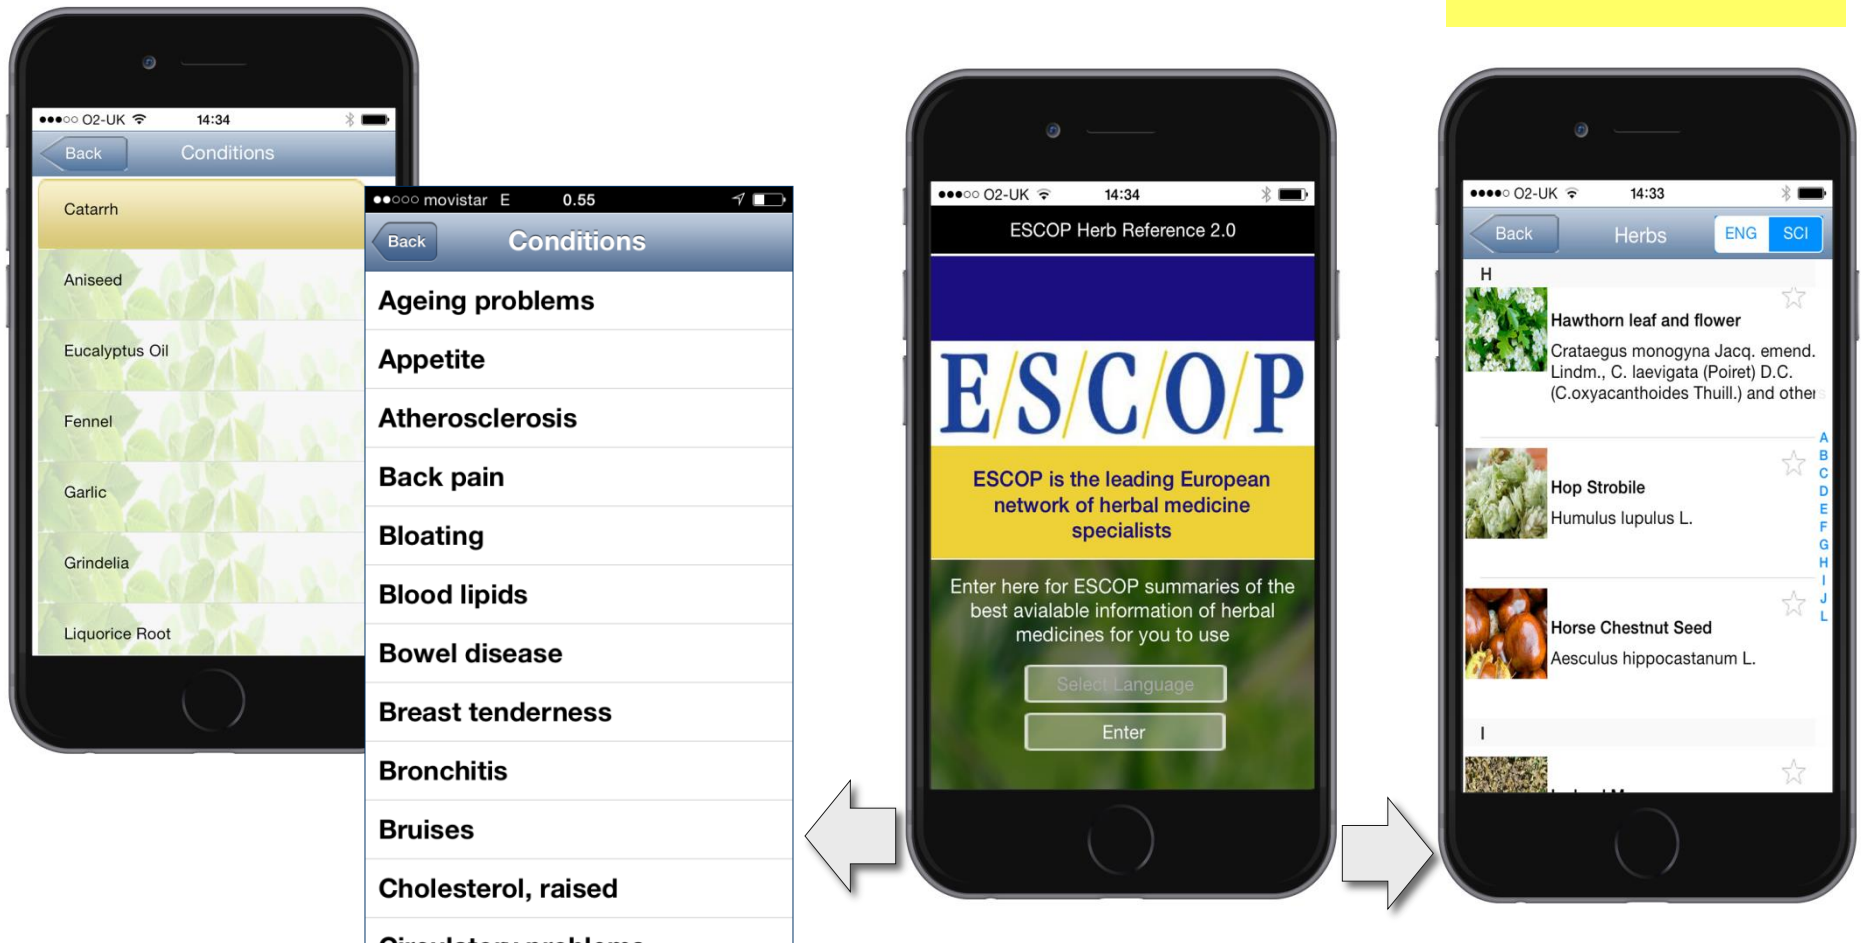 O2-UK 14:34
Back Conditions
Catarrh
Aniseed
Eucalyptus Oil
Fennel
Garlic
Grindelia
Liquorice Root
movistar E 0.55
Back Conditions
Ageing problems
Appetite
Atherosclerosis
Back pain
Bloating
Blood lipids
Bowel disease
Breast tenderness
Bronchitis
Bruises
Cholesterol, raised
Circulatory problems
O2-UK 14:34
ESCOP Herb Reference 2.0
E/S/C/O/P
ESCOP is the leading European
network of herbal medicine
specialists
Enter here for ESCOP summaries of the
best avialable information of herbal
medicines for you to use
Select Language
Enter
O2-UK 14:33
Back Herbs ENG SCI
H
Hawthorn leaf and flower
Crataegus monogyna Jacq. emend.
Lindm., C. laevigata (Poiret) D.C.
(C.oxyacanthoides Thuill.) and others
Hop Strobile
Humulus lupulus L.
Horse Chestnut Seed
Aesculus hippocastanum L.
I
A
B
C
D
E
F
G
H
I
J
L